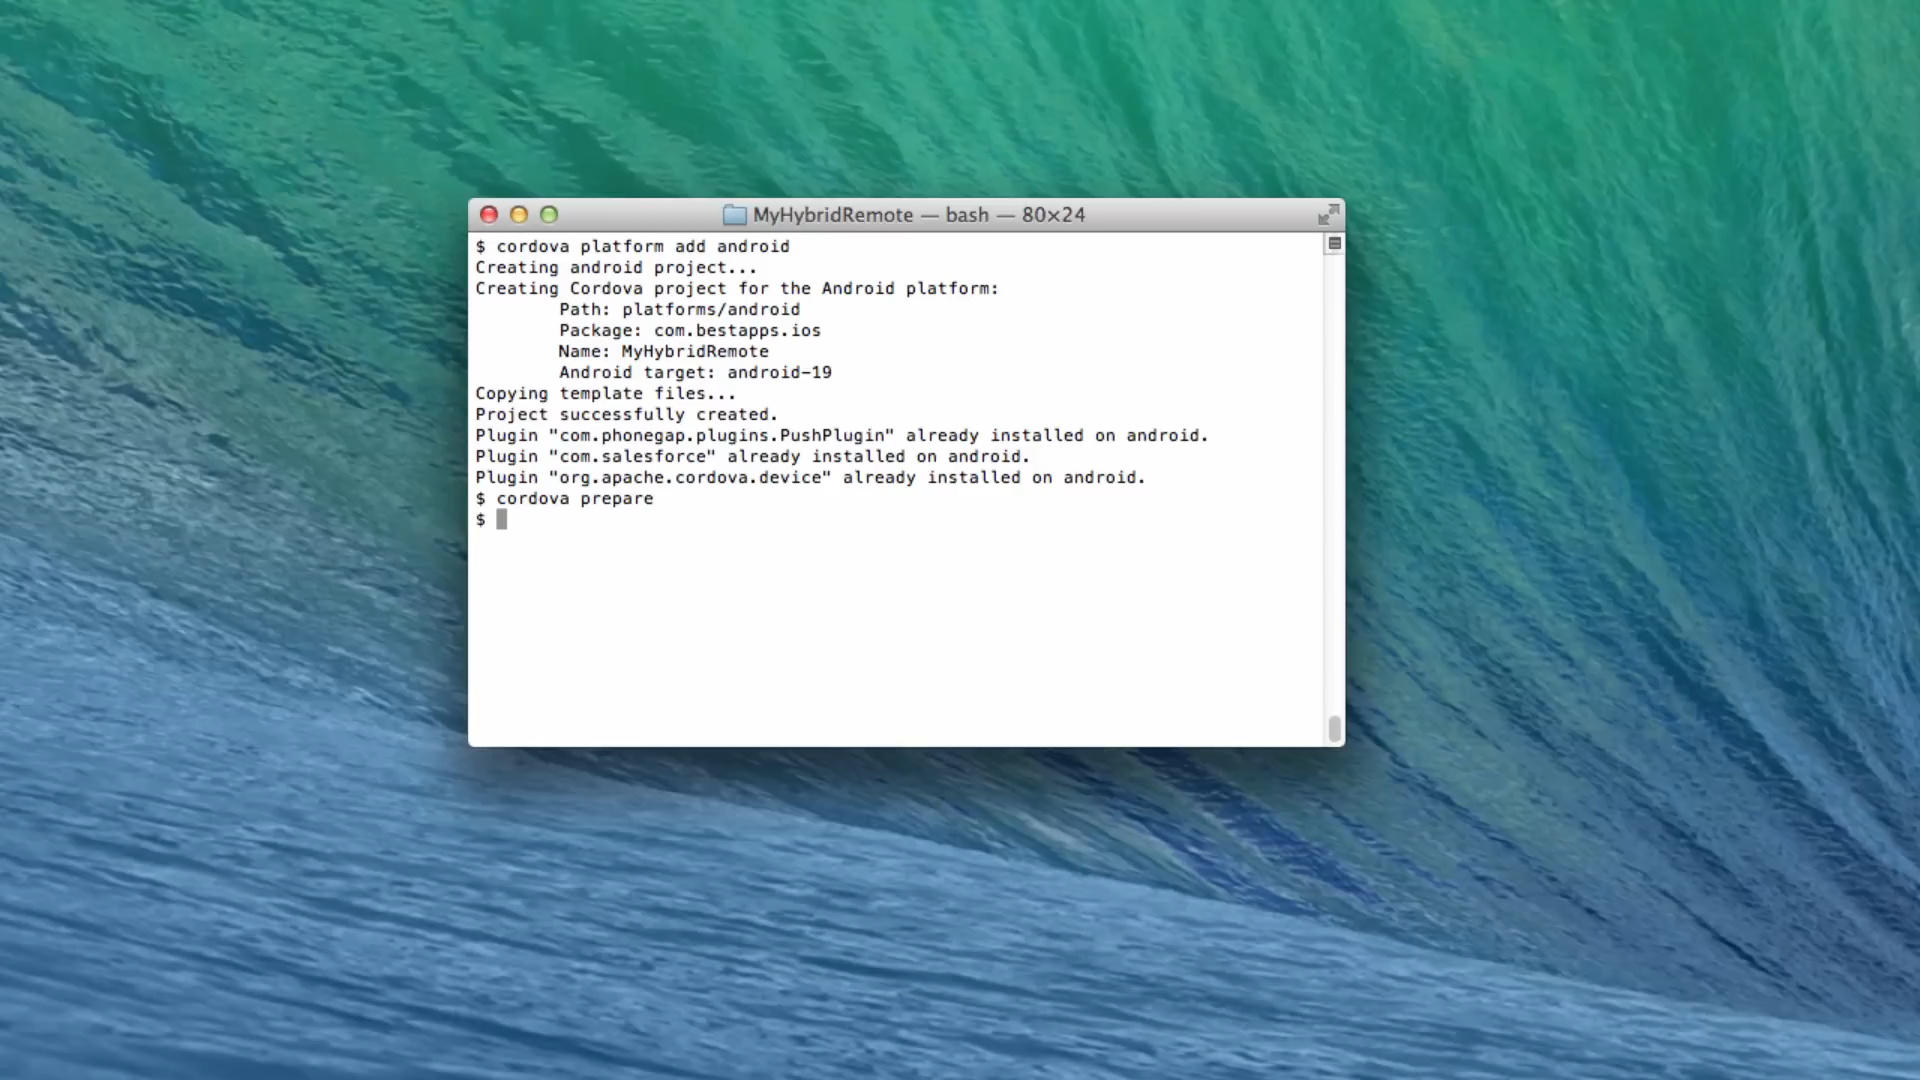 MyHybridRemote — bash — 80×24
$ cordova platform add android
Creating android project...
Creating Cordova project for the Android platform:
Path: platforms/android
Package: com.bestapps.ios
Name: MyHybridRemote
Android target: android-19
Copying template files...
Project successfully created.
Plugin "com.phonegap.plugins.PushPlugin" already installed on android.
Plugin "com.salesforce" already installed on android.
Plugin "org.apache.cordova.device" already installed on android.
$ cordova prepare
$